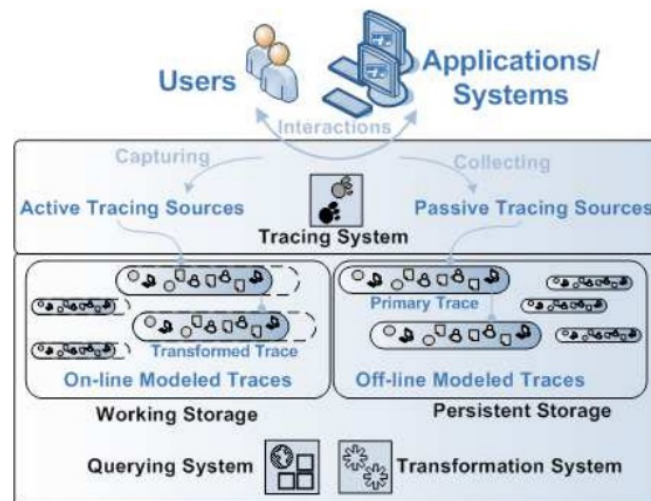 Users
Applications/
Systems
Interactions
Capturing
Collecting
Active Tracing Sources
Passive Tracing Sources
Tracing System
Primary Trace
Transformed Trace
On-line Modeled Traces
Off-line Modeled Traces
Working Storage
Persistent Storage
Querying System
Transformation System